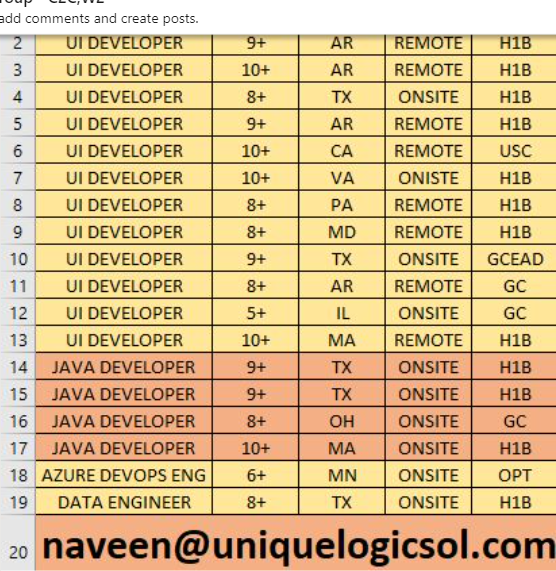 add comments and create posts.
2 UI DEVELOPER 9+ AR REMOTE H1B
3 UI DEVELOPER 10+ AR REMOTE H1B
4 UI DEVELOPER 8+ TX ONSITE H1B
5 UI DEVELOPER 9+ AR REMOTE H1B
6 UI DEVELOPER 10+ CA REMOTE USC
7 UI DEVELOPER 10+ VA ONISTE H1B
8 UI DEVELOPER 8+ PA REMOTE H1B
9 UI DEVELOPER 8+ MD REMOTE H1B
10 UI DEVELOPER 9+ TX ONSITE GCEAD
11 UI DEVELOPER 8+ AR REMOTE GC
12 UI DEVELOPER 5+ IL ONSITE GC
13 UI DEVELOPER 10+ MA REMOTE H1B
14 JAVA DEVELOPER 9+ TX ONSITE H1B
15 JAVA DEVELOPER 9+ TX ONSITE H1B
16 JAVA DEVELOPER 8+ OH ONSITE GC
17 JAVA DEVELOPER 10+ MA ONSITE H1B
18 AZURE DEVOPS ENG 6+ MN ONSITE OPT
19 DATA ENGINEER 8+ TX ONSITE H1B
20 naveen@uniquelogicsol.com